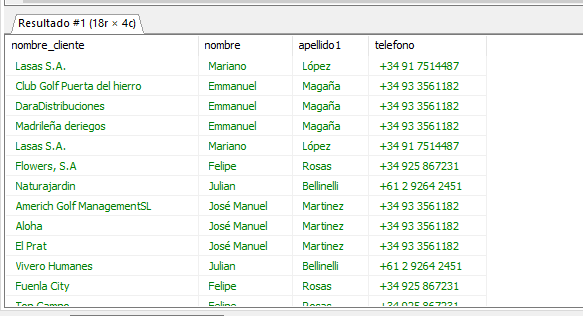 Resultado #1 (18r × 4c)
nombre_cliente nombre apellido1 telefono
Lasas S.A. Mariano López +34 91 7514487
Club Golf Puerta del hierro Emmanuel Magaña +34 93 3561182
DaraDistribuciones Emmanuel Magaña +34 93 3561182
Madrileña deriegos Emmanuel Magaña +34 93 3561182
Lasas S.A. Mariano López +34 91 7514487
Flowers, S.A Felipe Rosas +34 925 867231
Naturajardin Julian Bellinelli +61 2 9264 2451
Americh Golf ManagementSL José Manuel Martinez +34 93 3561182
Aloha José Manuel Martinez +34 93 3561182
El Prat José Manuel Martinez +34 93 3561182
Vivero Humanes Julian Bellinelli +61 2 9264 2451
Fuenla City Felipe Rosas +34 925 867231
Top Campo Felipe Rosas +34 925 867231